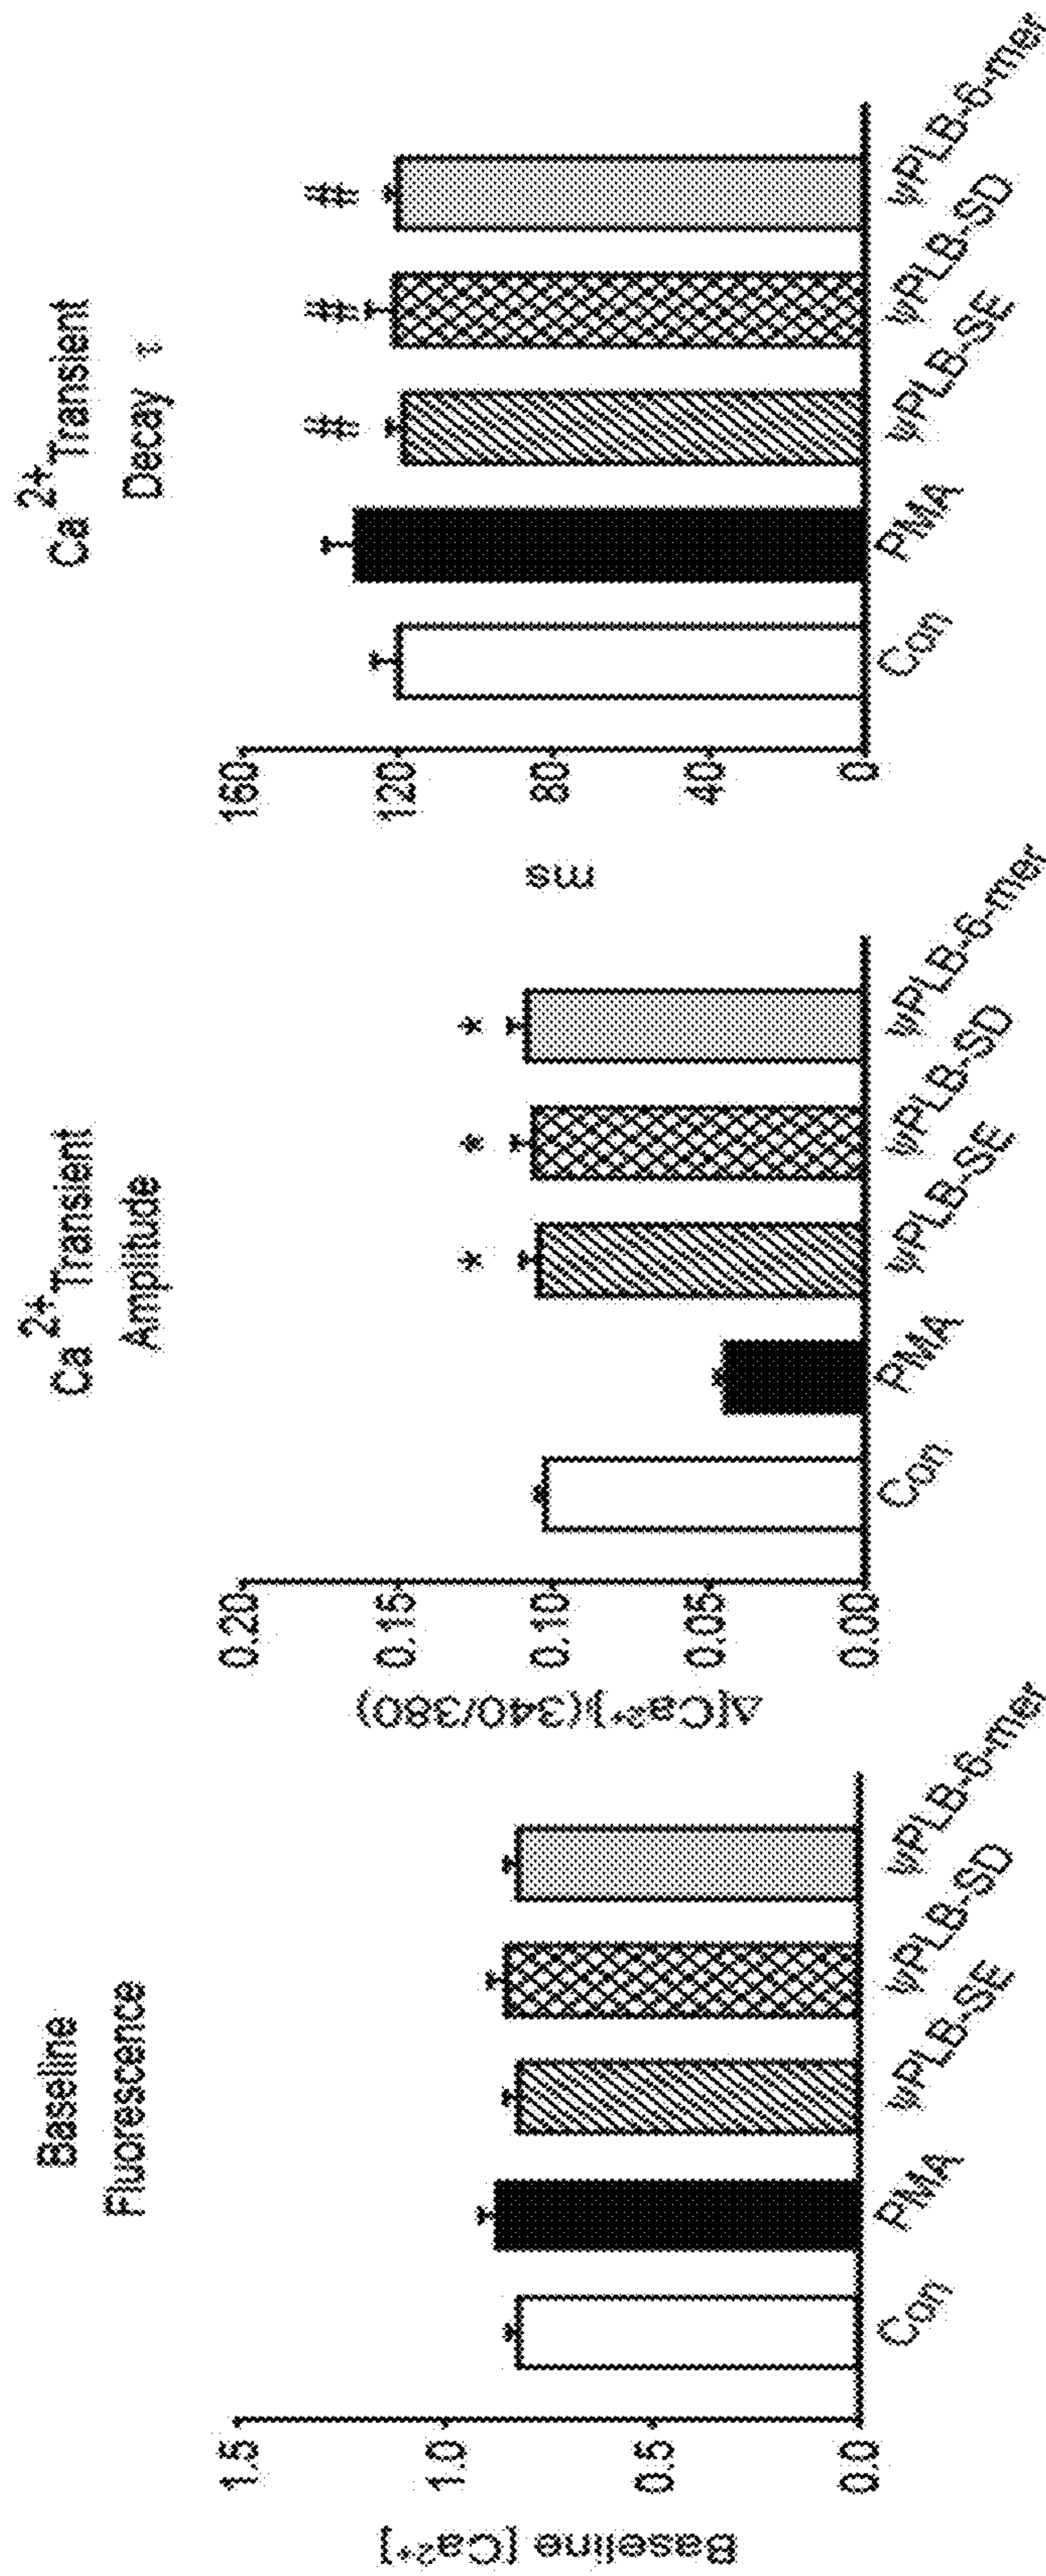 Baseline
Fluorescence
Baseline [Ca²⁺]
1.5
1.0
0.5
0.0
Con
PMA
ψPLB-SE
ψPLB-SD
ψPLB-6-mer
Ca²⁺Transient
Amplitude
Δ[Ca²⁺](340/380)
0.20
0.15
0.10
0.05
0.00
* * *
Con
PMA
ψPLB-SE
ψPLB-SD
ψPLB-6-mer
Ca²⁺Transient
Decay τ
ms
160
120
80
40
0
# # #
Con
PMA
ψPLB-SE
ψPLB-SD
ψPLB-6-mer